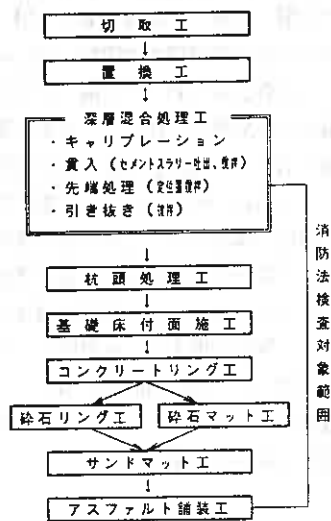 切取工
置換工
深層混合処理工
・キャリブレーション
・貫入（セメントスラリー吐出、攪拌）
・先端処理（定位置攪拌）
・引き抜き（攪拌）
杭頭処理工
基礎床付面施工
コンクリートリング工
砕石リング工
砕石マット工
サンドマット工
アスファルト舗装工
消防法検査対象範囲